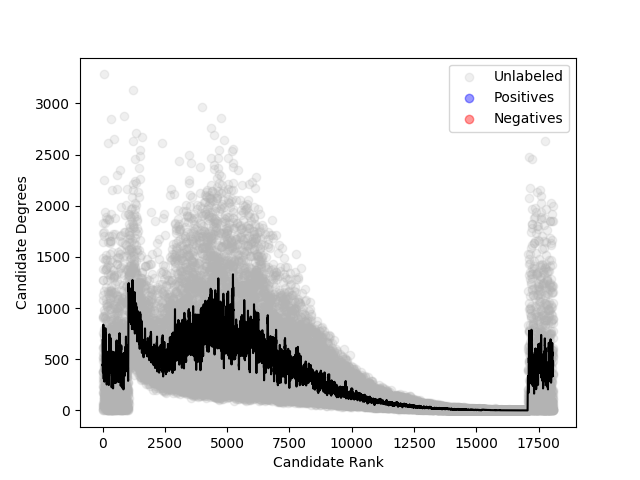 Unlabeled
Positives
Negatives
3000
2500
2000
1500
1000
500
0
Candidate Degrees
0 2500 5000 7500 10000 12500 15000 17500
Candidate Rank